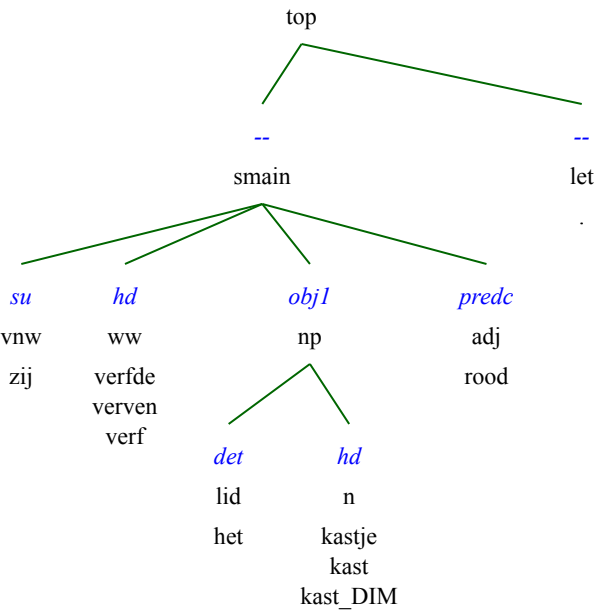 top
-- --
smain let
.
su hd obj1 predc
vnw ww np adj
zij verfde rood
verven
verf
det hd
lid n
het kastje
kast
kast_DIM